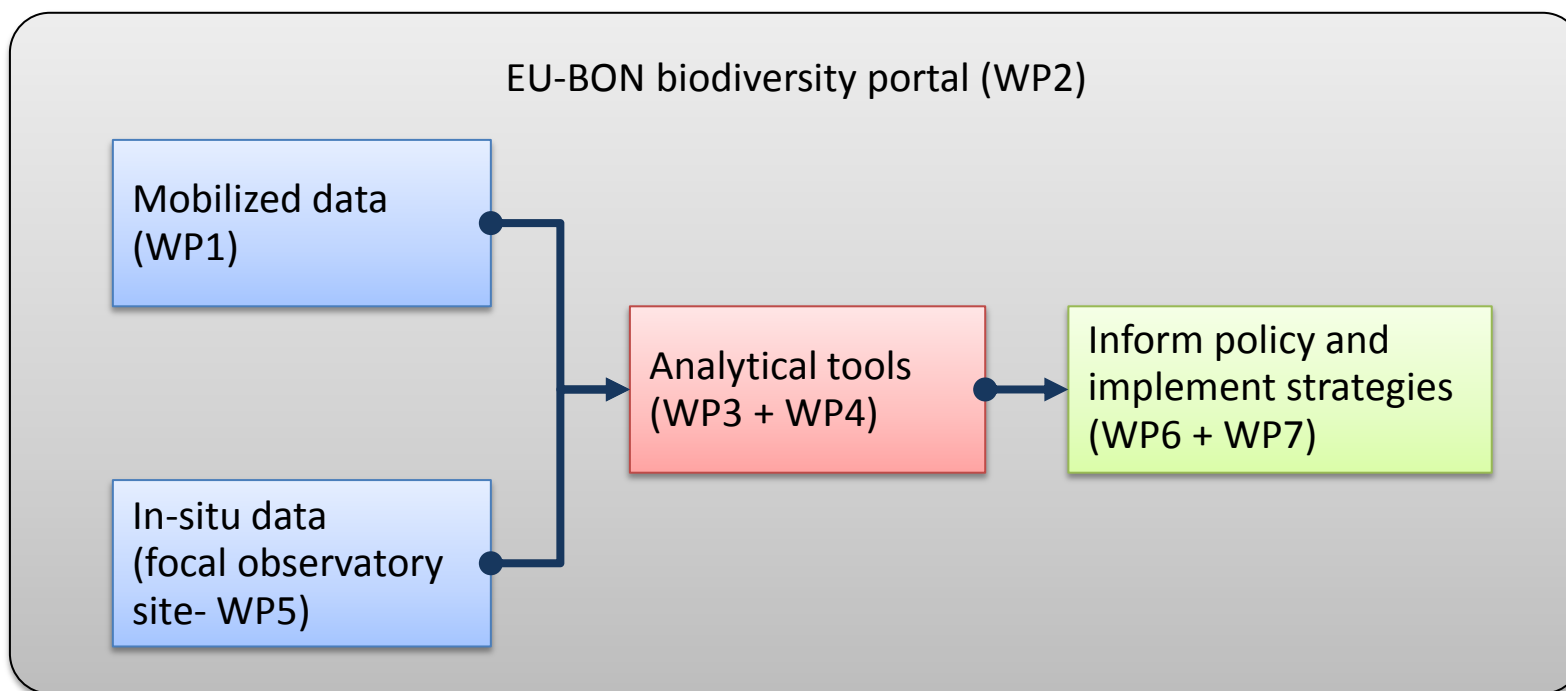 EU-BON biodiversity portal (WP2)
Mobilized data
(WP1)
In-situ data
(focal observatory
site- WP5)
Analytical tools
(WP3 + WP4)
Inform policy and
implement strategies
(WP6 + WP7)